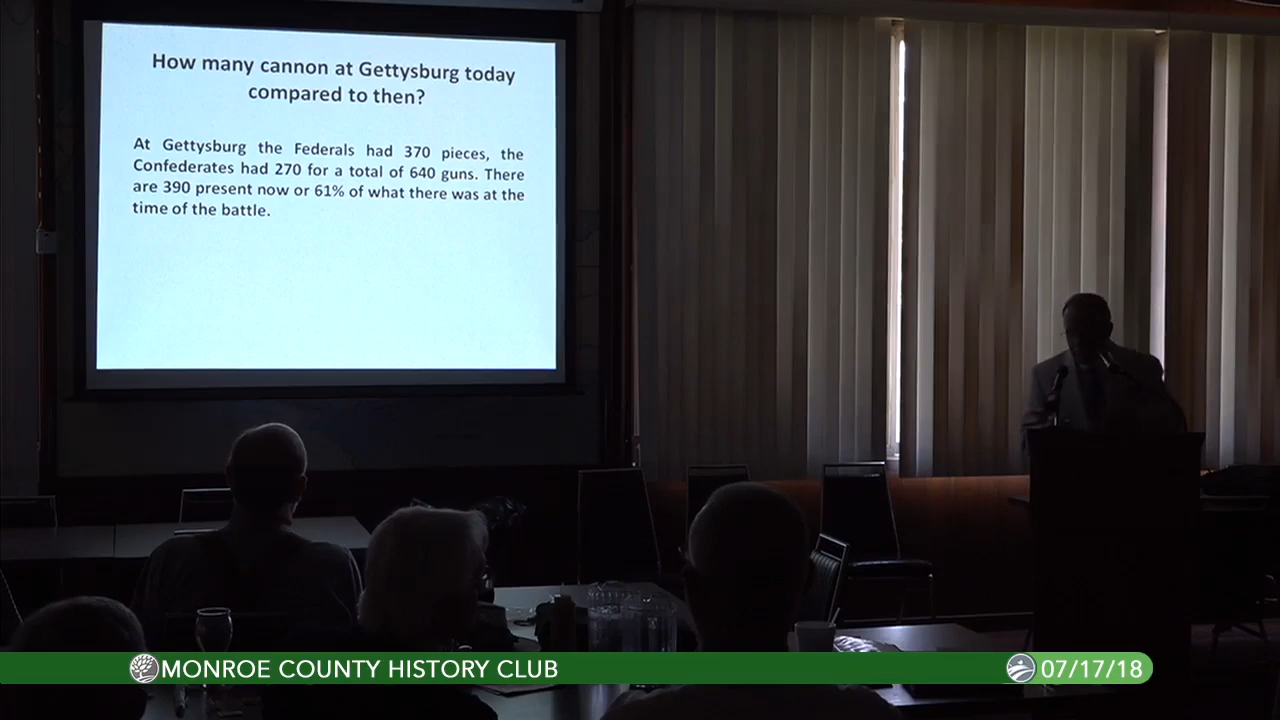 How many cannon at Gettysburg today
compared to then?
At Gettysburg the Federals had 370 pieces, the
Confederates had 270 for a total of 640 guns. There
are 390 present now or 61% of what there was at the
time of the battle.
MONROE COUNTY HISTORY CLUB
07/17/18